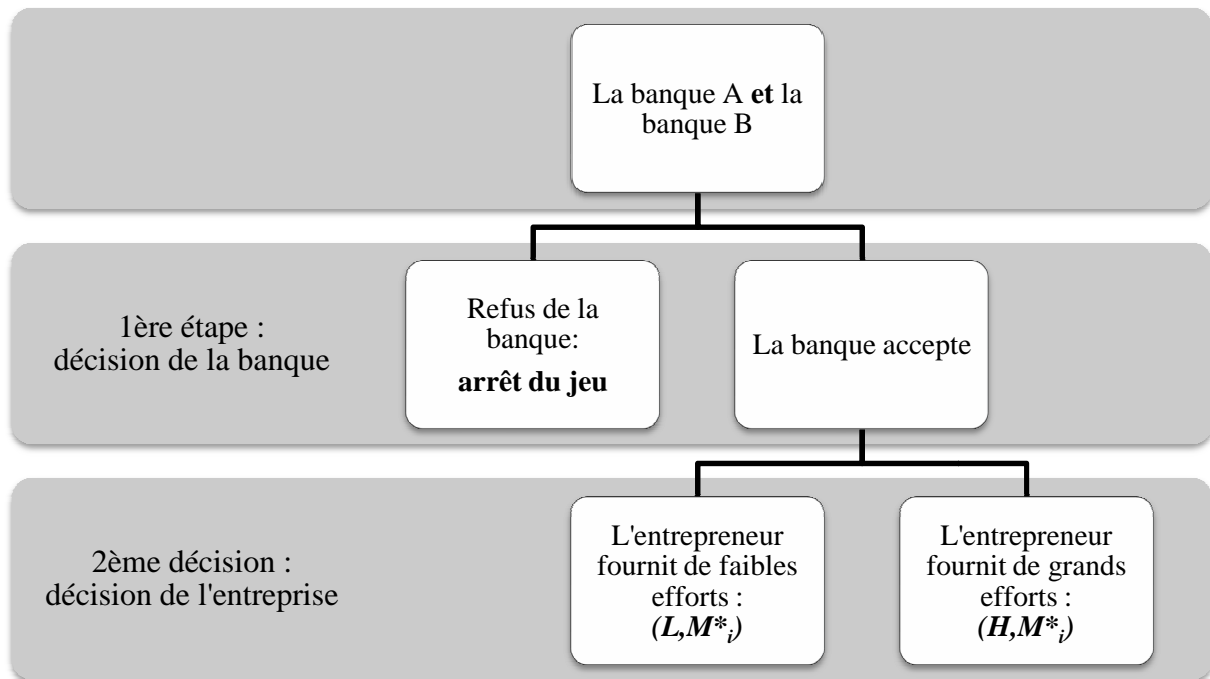 La banque A et la
banque B
1ère étape :
décision de la banque
Refus de la
banque:
arrêt du jeu
La banque accepte
2ème décision :
décision de l'entreprise
L'entrepreneur
fournit de faibles
efforts :
(L,M*i)
L'entrepreneur
fournit de grands
efforts :
(H,M*i)